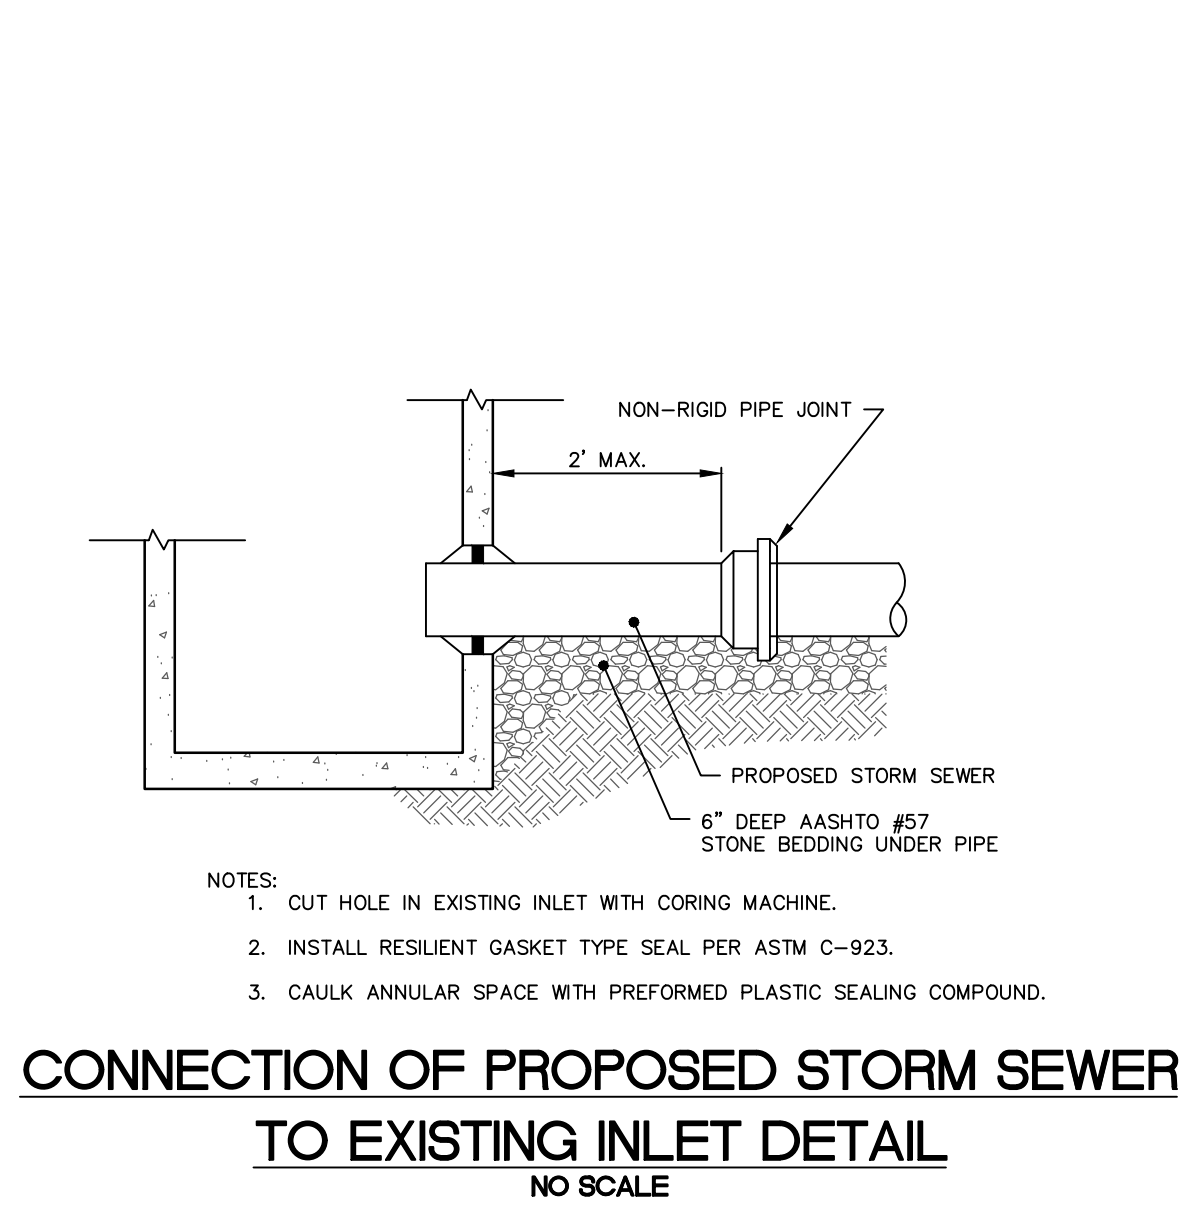 NON-RIGID PIPE JOINT
2' MAX.
PROPOSED STORM SEWER
6" DEEP AASHTO #57
STONE BEDDING UNDER PIPE
NOTES:
1. CUT HOLE IN EXISTING INLET WITH CORING MACHINE.
2. INSTALL RESILIENT GASKET TYPE SEAL PER ASTM C-923.
3. CAULK ANNULAR SPACE WITH PREFORMED PLASTIC SEALING COMPOUND.
CONNECTION OF PROPOSED STORM SEWER
TO EXISTING INLET DETAIL
NO SCALE